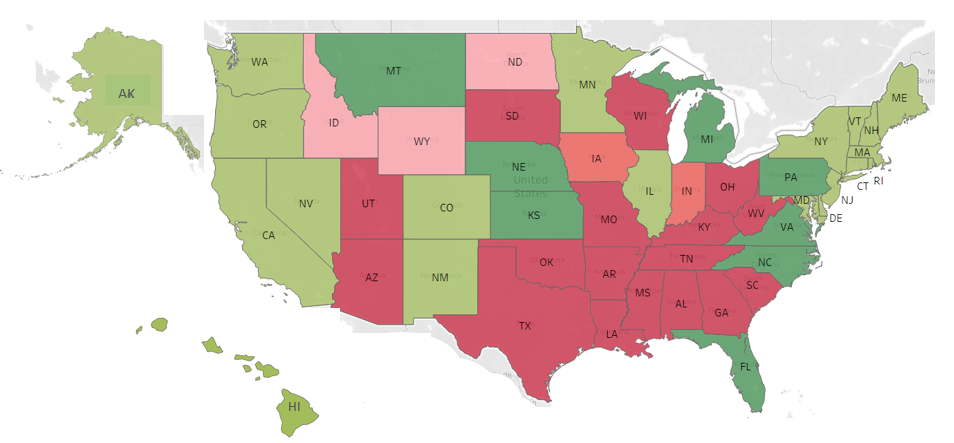 AK
WA
MT
ND
MN
ME
OR
ID
WY
SD
WI
MI
VT
NH
NY
MA
CT
RI
NV
UT
CO
NE
United
States
KS
IA
IL
IN
OH
PA
NJ
MD
DE
CA
AZ
NM
OK
MO
KY
WV
VA
TX
AR
TN
NC
LA
MS
AL
GA
SC
FL
HI